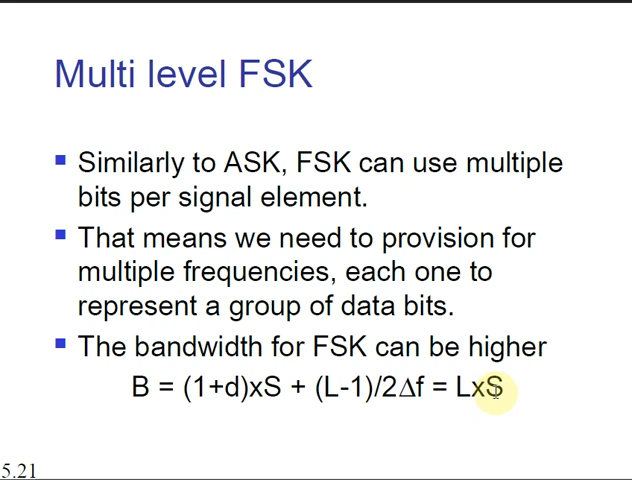 Multi level FSK
▪ Similarly to ASK, FSK can use multiple
bits per signal element.
▪ That means we need to provision for
multiple frequencies, each one to
represent a group of data bits.
▪ The bandwidth for FSK can be higher
B = (1+d)xS + (L-1)/2Δf = LxS
5.21